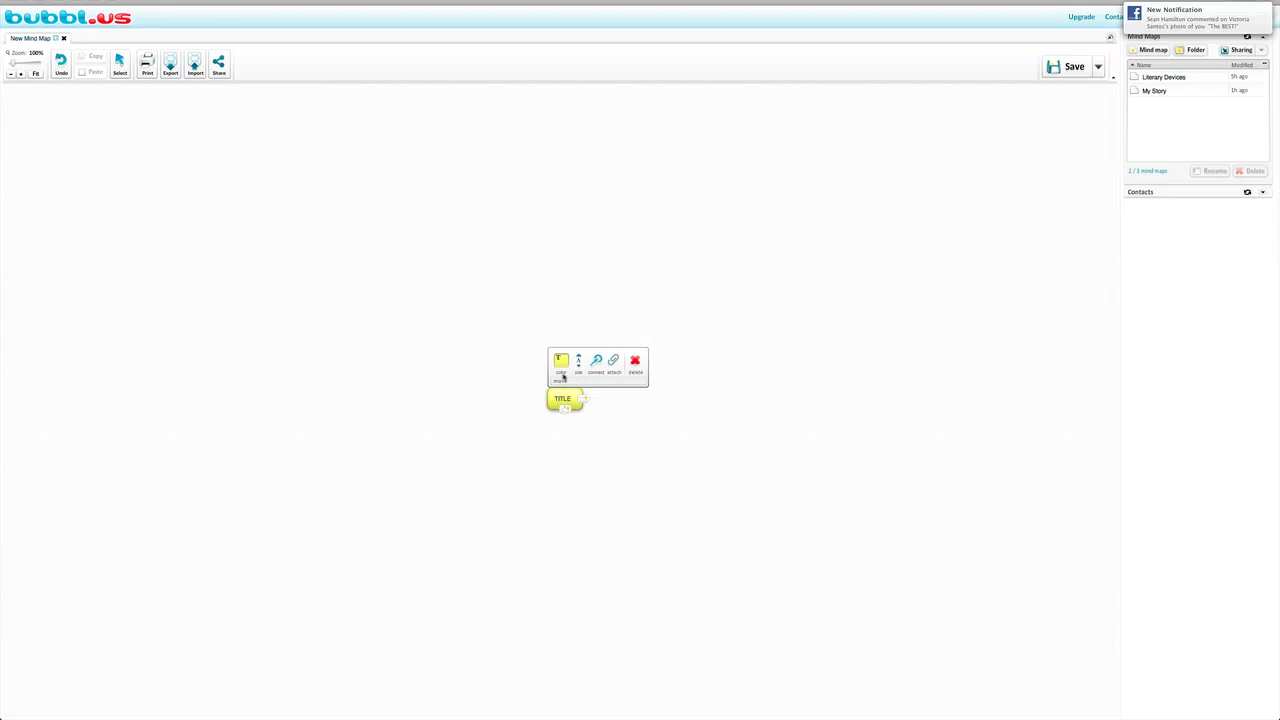 bubbl.us
Upgrade
Conta
New Notification
Sean Hamilton commented on Victoria
Santos's photo of you: "The BEST!"
New Mind Map
Mind Maps
Zoom: 100%
Fit
Undo
Copy
Paste
Select
Print
Export
Import
Share
Save
Mind map
Folder
Sharing
Name
Modified
Literary Devices
5h ago
My Story
1h ago
2 / 3 mind maps
Rename
Delete
Contacts
color
size
connect
attach
delete
move
TITLE